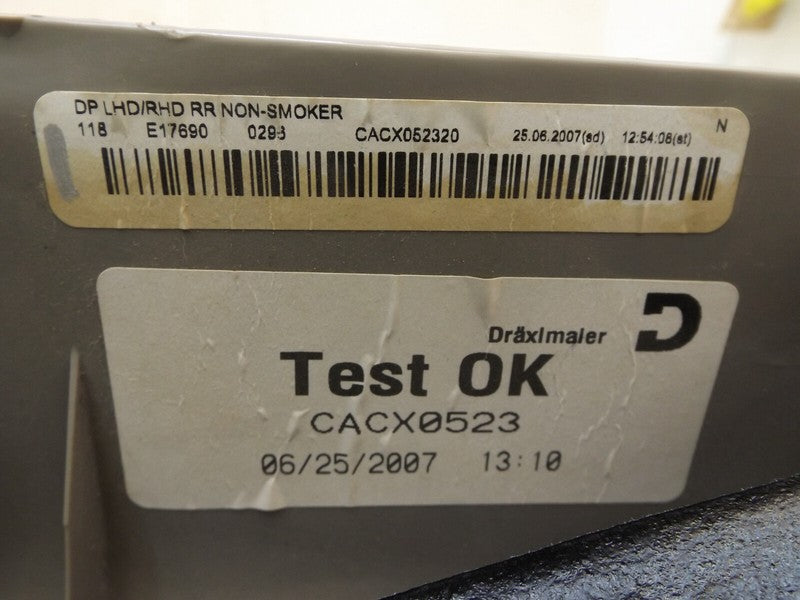 DP LHD/RHD RR NON-SMOKER
118 E17690 0296 CACX052320 25.06.2007(sd) 12:54:06(st) N
Dräxlmaier
Test OK
CACX0523
06/25/2007 13:10